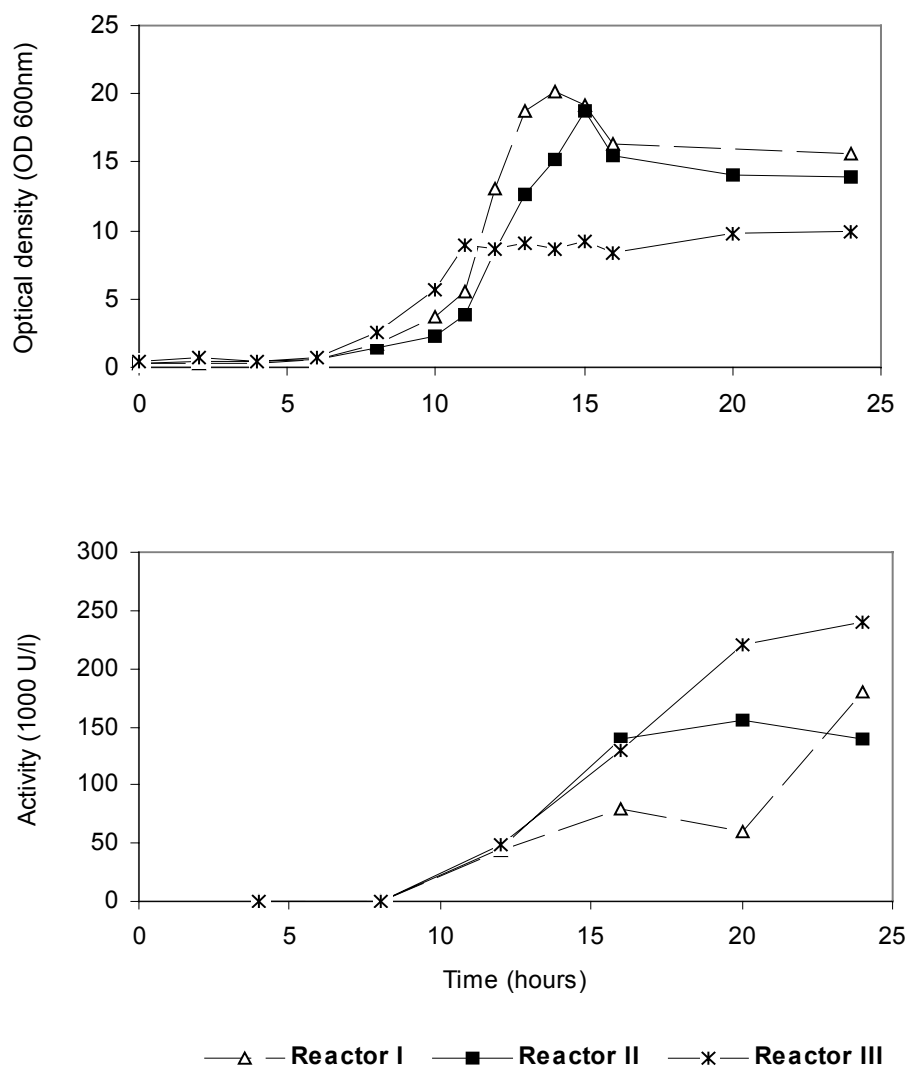 25
20
15
10
5
0
Optical density (OD 600nm)
0 5 10 15 20 25
300
250
200
150
100
50
0
Activity (1000 U/l)
0 5 10 15 20 25
Time (hours)
Reactor I Reactor II Reactor III